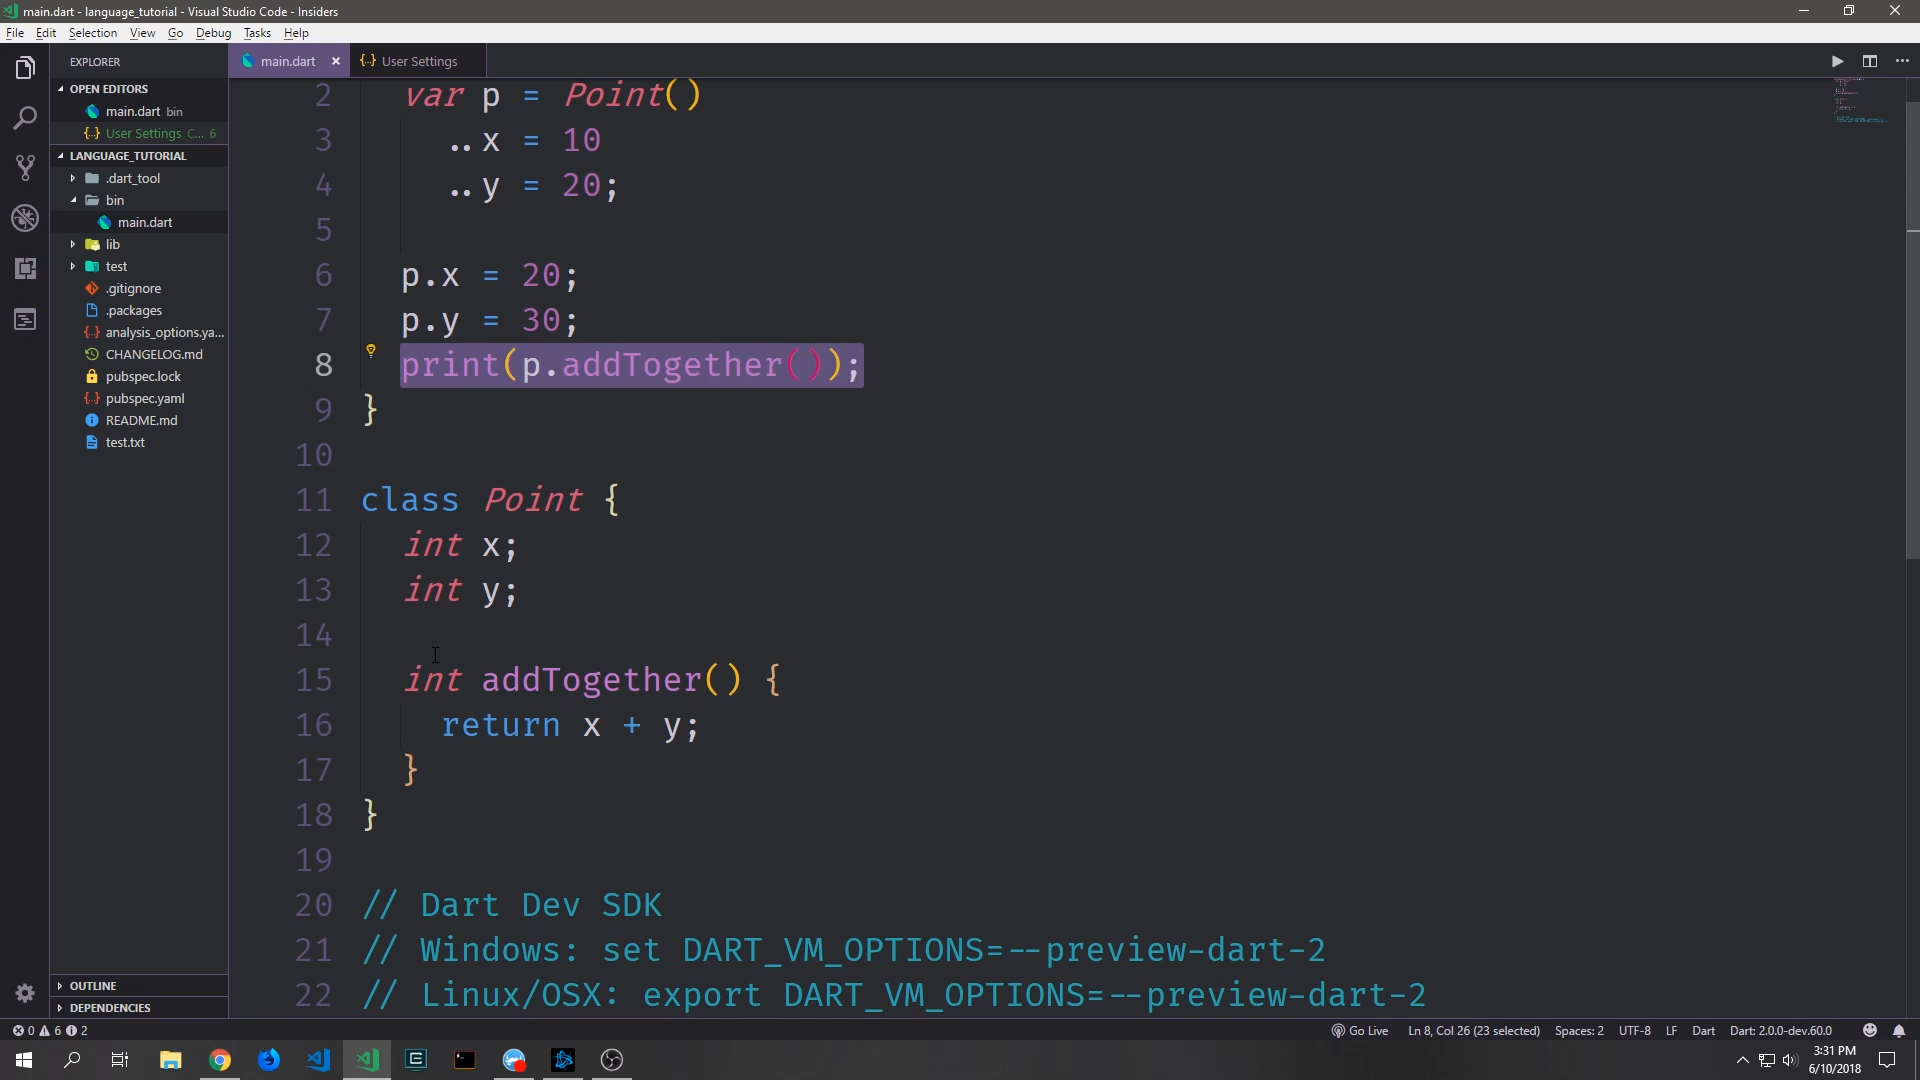 main.dart - language_tutorial - Visual Studio Code - Insiders
File Edit Selection View Go Debug Tasks Help
EXPLORER
OPEN EDITORS
main.dart bin
User Settings C... 6
LANGUAGE_TUTORIAL
.dart_tool
bin
main.dart
lib
test
.gitignore
.packages
analysis_options.ya...
CHANGELOG.md
pubspec.lock
pubspec.yaml
README.md
test.txt
OUTLINE
DEPENDENCIES
main.dart
User Settings
2 var p = Point()
3 ..x = 10
4 ..y = 20;
5
6 p.x = 20;
7 p.y = 30;
8 print(p.addTogether());
9 }
10
11 class Point {
12 int x;
13 int y;
14
15 int addTogether() {
16 return x + y;
17 }
18 }
19
20 // Dart Dev SDK
21 // Windows: set DART_VM_OPTIONS=--preview-dart-2
22 // Linux/OSX: export DART_VM_OPTIONS=--preview-dart-2
0 6 2 Go Live Ln 8, Col 26 (23 selected) Spaces: 2 UTF-8 LF Dart Dart: 2.0.0-dev.60.0
3:31 PM
6/10/2018